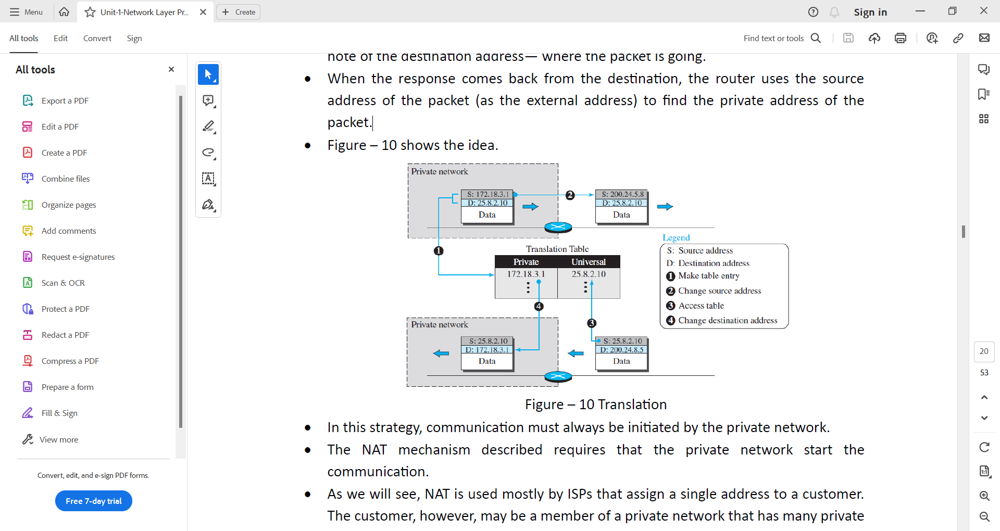 Menu
Unit-1-Network Layer Pr...
Create
Sign in
All tools
Edit
Convert
Sign
Find text or tools
All tools
Export a PDF
Edit a PDF
Create a PDF
Combine files
Organize pages
Add comments
Request e-signatures
Scan & OCR
Protect a PDF
Redact a PDF
Compress a PDF
Prepare a form
Fill & Sign
View more
Convert, edit, and e-sign PDF forms.
Free 7-day trial
note of the destination address— where the packet is going.
• When the response comes back from the destination, the router uses the source
address of the packet (as the external address) to find the private address of the
packet.
• Figure – 10 shows the idea.
Private network
S: 172.18.3.1
D: 25.8.2.10
Data
2
S: 200.24.5.8
D: 25.8.2.10
Data
1
Translation Table
Private Universal
172.18.3.1 25.8.2.10
Legend
S: Source address
D: Destination address
1 Make table entry
2 Change source address
3 Access table
4 Change destination address
4
3
Private network
S: 25.8.2.10
D: 172.18.3.1
Data
S: 25.8.2.10
D: 200.24.8.5
Data
Figure – 10 Translation
• In this strategy, communication must always be initiated by the private network.
• The NAT mechanism described requires that the private network start the
communication.
• As we will see, NAT is used mostly by ISPs that assign a single address to a customer.
The customer, however, may be a member of a private network that has many private
20
53
1:1